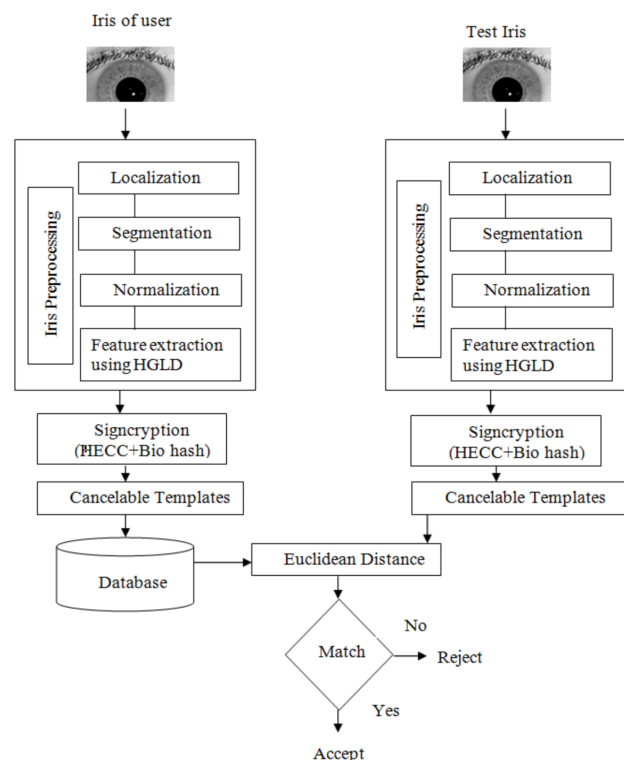 Iris of user
Iris Preprocessing
Localization
Segmentation
Normalization
Feature extraction
using HGLD
Signcryption
(HECC+Bio hash)
Cancelable Templates
Database
Test Iris
Iris Preprocessing
Localization
Segmentation
Normalization
Feature extraction
using HGLD
Signcryption
(HECC+Bio hash)
Cancelable Templates
Euclidean Distance
Match
No
Reject
Yes
Accept